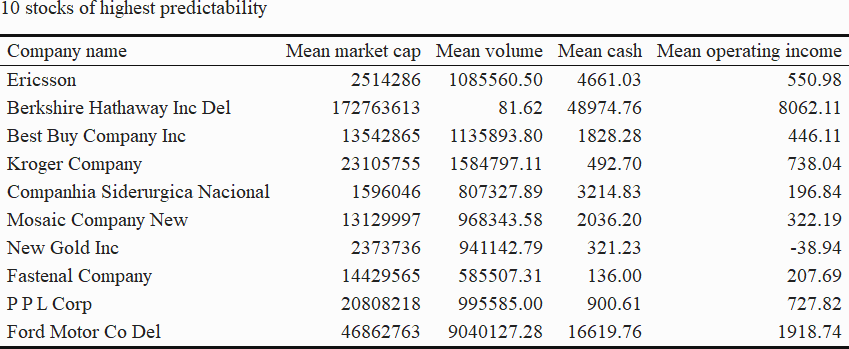 10 stocks of highest predictability
Company name Mean market cap Mean volume Mean cash Mean operating income
Ericsson 2514286 1085560.50 4661.03 550.98
Berkshire Hathaway Inc Del 172763613 81.62 48974.76 8062.11
Best Buy Company Inc 13542865 1135893.80 1828.28 446.11
Kroger Company 23105755 1584797.11 492.70 738.04
Companhia Siderurgica Nacional 1596046 807327.89 3214.83 196.84
Mosaic Company New 13129997 968343.58 2036.20 322.19
New Gold Inc 2373736 941142.79 321.23 -38.94
Fastenal Company 14429565 585507.31 136.00 207.69
P P L Corp 20808218 995585.00 900.61 727.82
Ford Motor Co Del 46862763 9040127.28 16619.76 1918.74